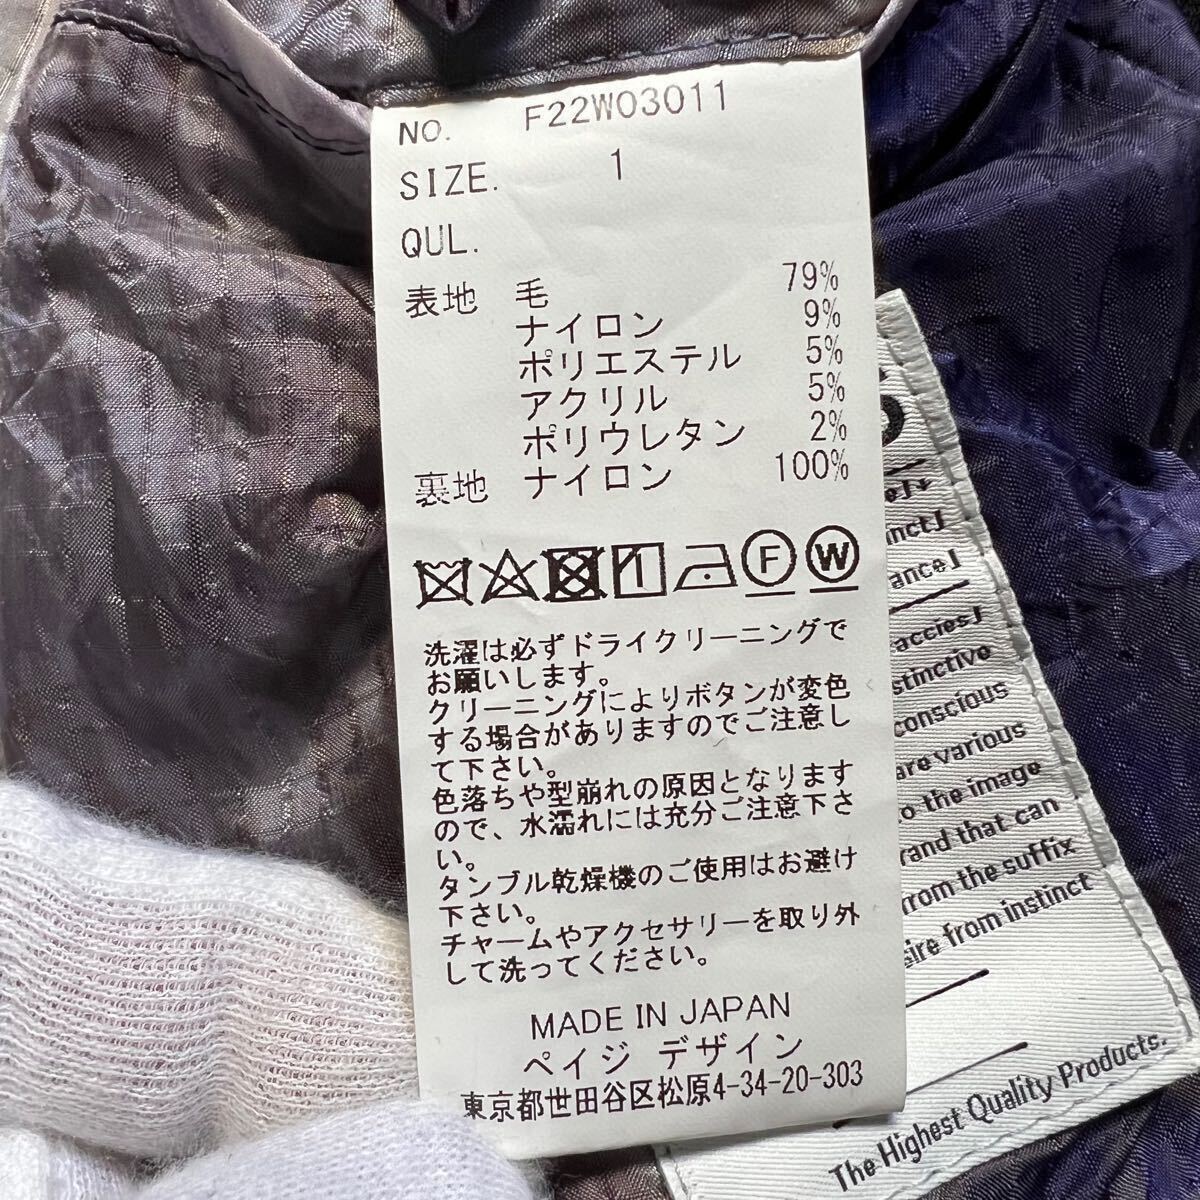 NO. F22W03011
SIZE. 1
QUL.
表地 毛 79%
ナイロン 9%
ポリエステル 5%
アクリル 5%
ポリウレタン 2%
裏地 ナイロン 100%
1 F W
洗濯は必ずドライクリーニングで
お願いします。
クリーニングによりボタンが変色
する場合がありますのでご注意し
て下さい。
色落ちや型崩れの原因となります
ので、水濡れには充分ご注意下さ
い。
タンブル乾燥機のご使用はお避け
下さい。
チャームやアクセサリーを取り外
して洗ってください。
MADE IN JAPAN
ペイジ デザイン
東京都世田谷区松原4-34-20-303
conscious
are various
the image
that can
from the suffix
from instinct
The Highest Quality Products.